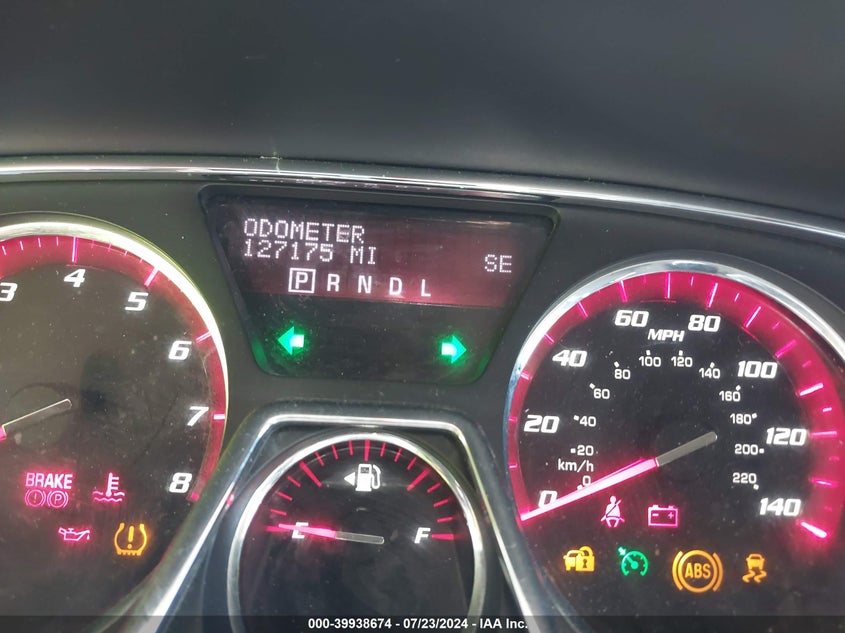 ODOMETER
127175 MI
SE
P R N D L
3 4 5 6 7 8
BRAKE
P
E F
0 20 40 60 80 100 120 140
MPH
0 20 40 60 80 100 120 140 160 180 200 220
km/h
ABS
000-39938674 / 07/23/2024 - IAA Inc.